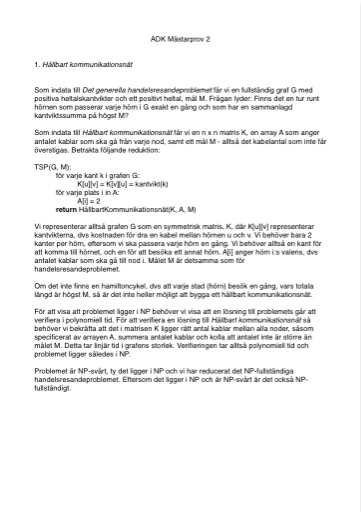 ADK Mästarprov 2
1. Hållbart kommunikationsnät
Som indata till Det generella handelsresandeproblemet får vi en fullständig graf G med
positiva heltalskantvikter och ett positivt heltal, mål M. Frågan lyder: Finns det en tur runt
hörnen som passerar varje hörn i G exakt en gång och som har en sammanlagd
kantviktssumma på högst M?
Som indata till Hållbart kommunikationsnät får vi en n x n matris K, en array A som anger
antalet kablar som ska gå från varje nod, samt ett mål M - alltså det kabelantal som inte får
överstigas. Betrakta följande reduktion:
TSP(G, M):
för varje kant k i grafen G:
K[u][v] = K[v][u] = kantvikt(k)
för varje plats i in A:
A[i] = 2
return HållbartKommunikationsnät(K, A, M)
Vi representerar alltså grafen G som en symmetrisk matris, K, där K[u][v] representerar
kantvikterna, dvs kostnaden för dra en kabel mellan hörnen u och v. Vi behöver bara 2
kanter per hörn, eftersom vi ska passera varje hörn en gång. Vi behöver alltså en kant för
att komma till hörnet, och en för att besöka ett annat hörn. A[i] anger hörn i:s valens, dvs
antalet kablar som ska gå till nod i. Målet M är detsamma som för
handelsresandeproblemet.
Om det inte finns en hamiltoncykel, dvs att varje stad (hörn) besök en gång, vars totala
längd är högst M, så är det inte heller möjligt att bygga ett hållbart kommunikationsnät.
För att visa att problemet ligger i NP behöver vi visa att en lösning till problemets går att
verifiera i polynomiell tid. För att verifiera en lösning till Hållbart kommunikationsnät så
behöver vi bekräfta att det i matrisen K ligger rätt antal kablar mellan alla noder, såsom
specificerat av arrayen A, summera antalet kablar och kolla att antalet inte är större än
målet M. Detta tar linjär tid i grafens storlek. Verifieringen tar alltså polynomiell tid och
problemet ligger således i NP.
Problemet är NP-svårt, ty det ligger i NP och vi har reducerat det NP-fullständiga
handelsresandeproblemet. Eftersom det ligger i NP och är NP-svårt är det också NP-
fullständigt.